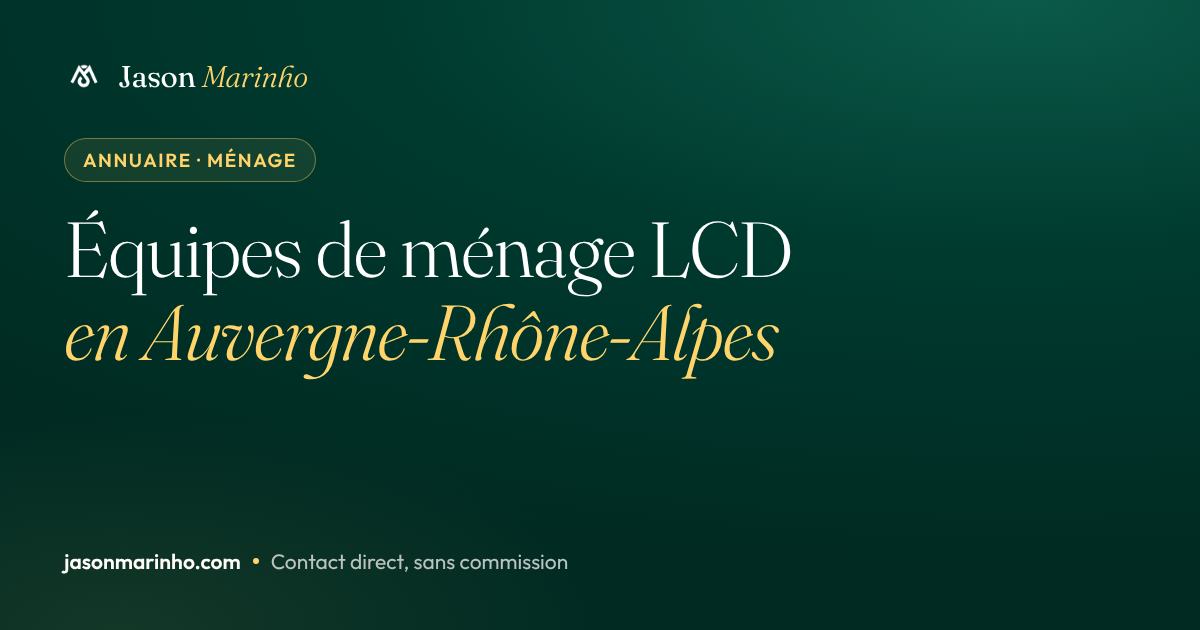 Jason Marinho
ANNUAIRE · MÉNAGE
Équipes de ménage LCD
en Auvergne-Rhône-Alpes
jasonmarinho.com • Contact direct, sans commission